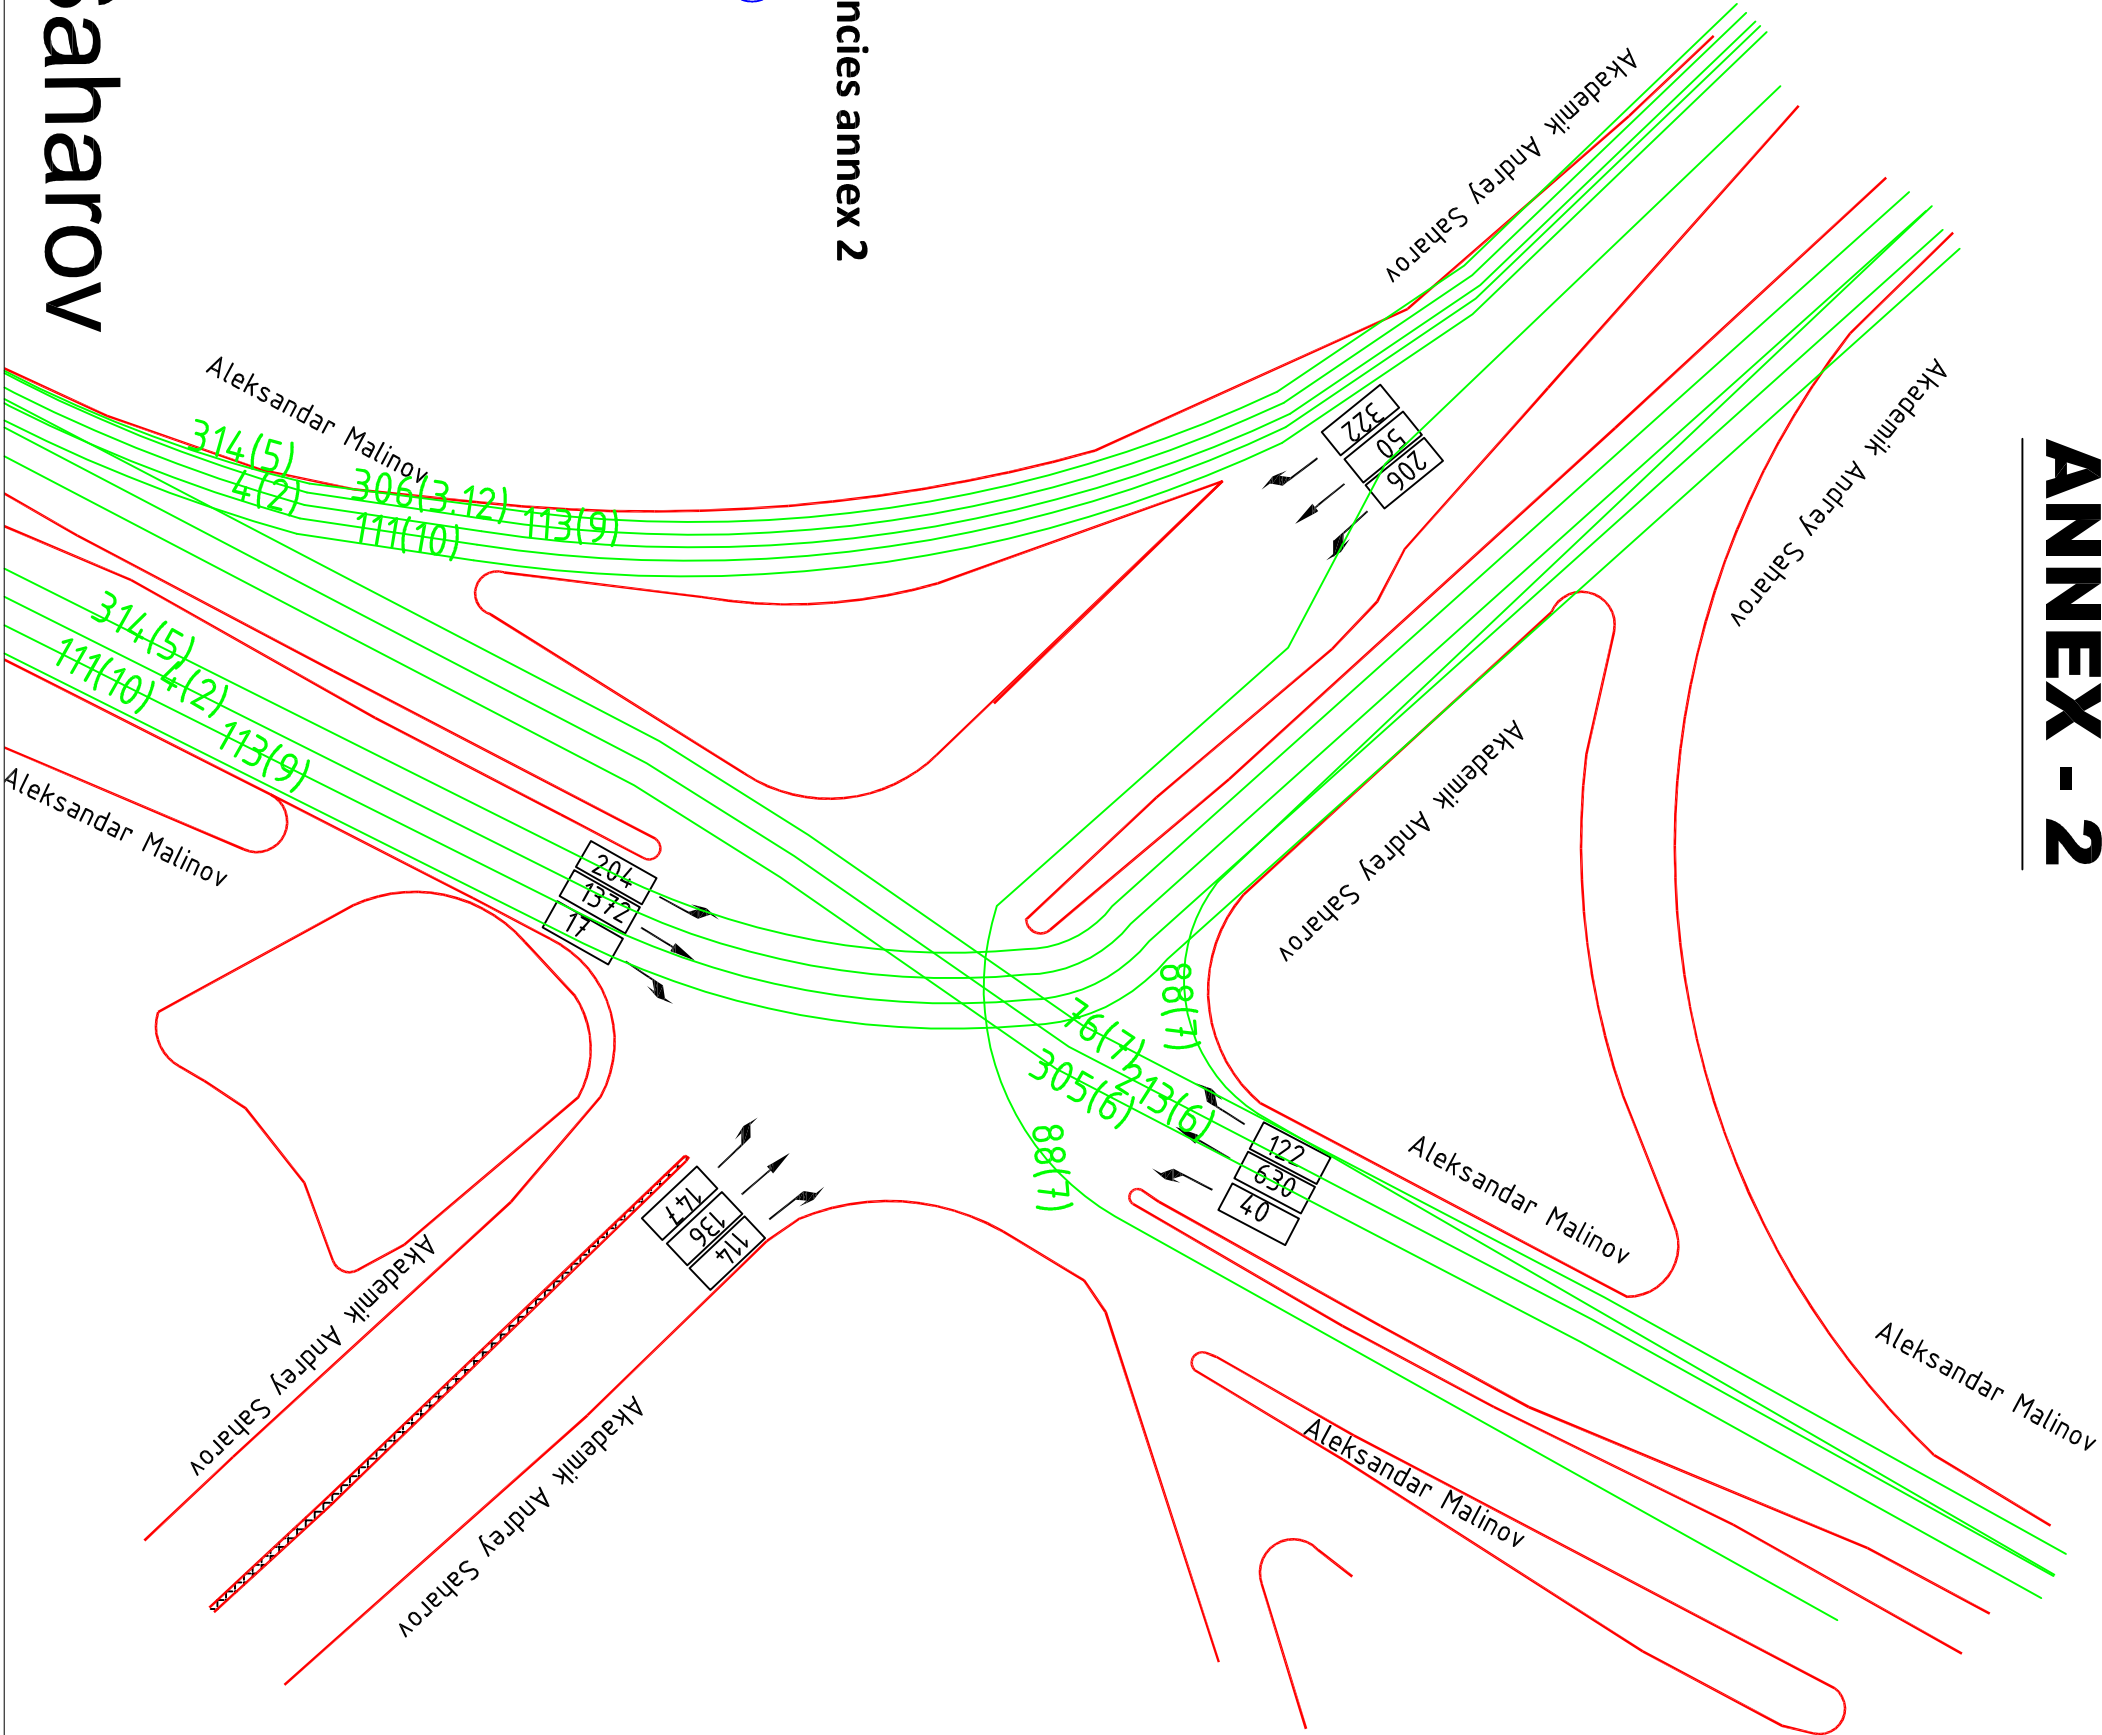 ANNEX - 2
ncies annex 2
saharov
Akademik Andrey Saharov
Akademik Andrey Saharov
Akademik Andrey Saharov
Aleksandar Malinov
314(5)
4(2)
306(3.12)
111(10)
113(9)
322
50
206
314(5)
4(2)
111(10)
113(9)
Aleksandar Malinov
204
1372
17
88(7)
76(7)
213(6)
305(6)
88(7)
122
630
40
147
136
114
Aleksandar Malinov
Aleksandar Malinov
Aleksandar Malinov
Akademik Andrey Saharov
Akademik Andrey Saharov